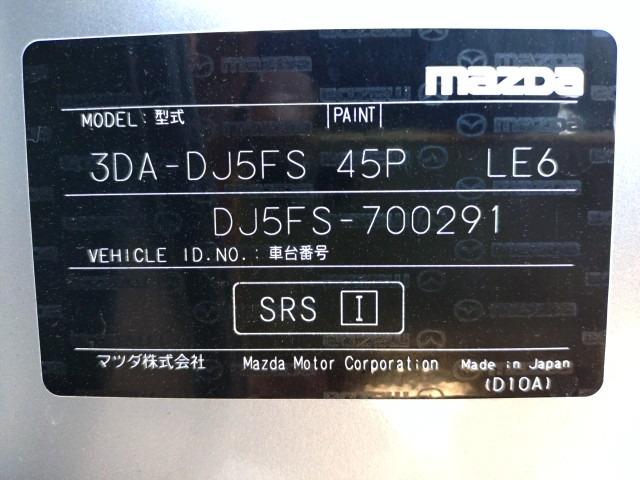 mazda
MODEL: 型式 PAINT
3DA-DJ5FS 45P LE6
DJ5FS-700291
VEHICLE ID.NO.: 車台番号
SRS I
マツダ株式会社 Mazda Motor Corporation Made in Japan
(D10A)